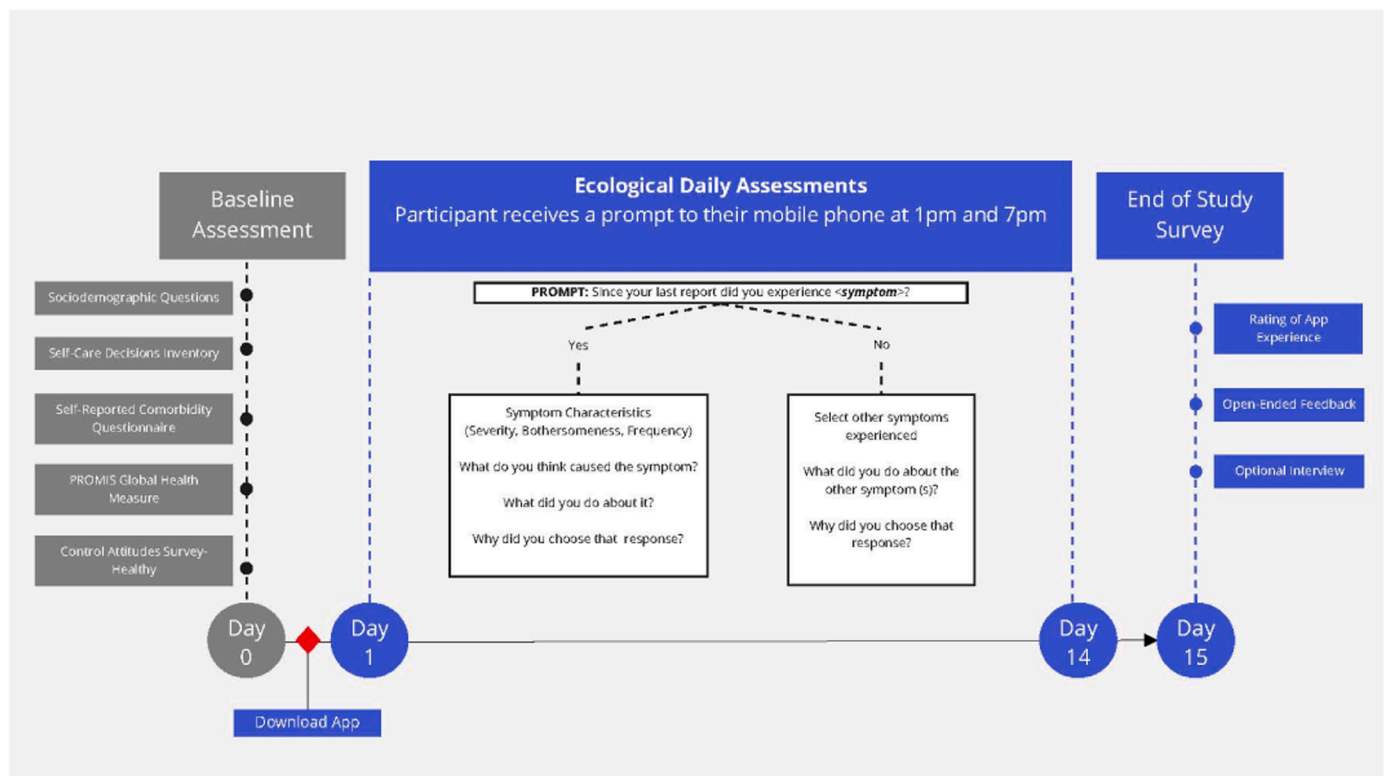 Baseline
Assessment
Sociodemographic Questions
Self-Care Decisions Inventory
Self-Reported Comorbidity
Questionnaire
PROMIS Global Health
Measure
Control Attitudes Survey-
Healthy
Day
0
Download App
Ecological Daily Assessments
Participant receives a prompt to their mobile phone at 1pm and 7pm
PROMPT: Since your last report did you experience <symptom>?
Yes
Symptom Characteristics
(Severity, Bothersomeness, Frequency)
What do you think caused the symptom?
What did you do about it?
Why did you choose that response?
No
Select other symptoms
experienced
What did you do about the
other symptom (s)?
Why did you choose that
response?
Day
1
Day
14
End of Study
Survey
Rating of App
Experience
Open-Ended Feedback
Optional Interview
Day
15